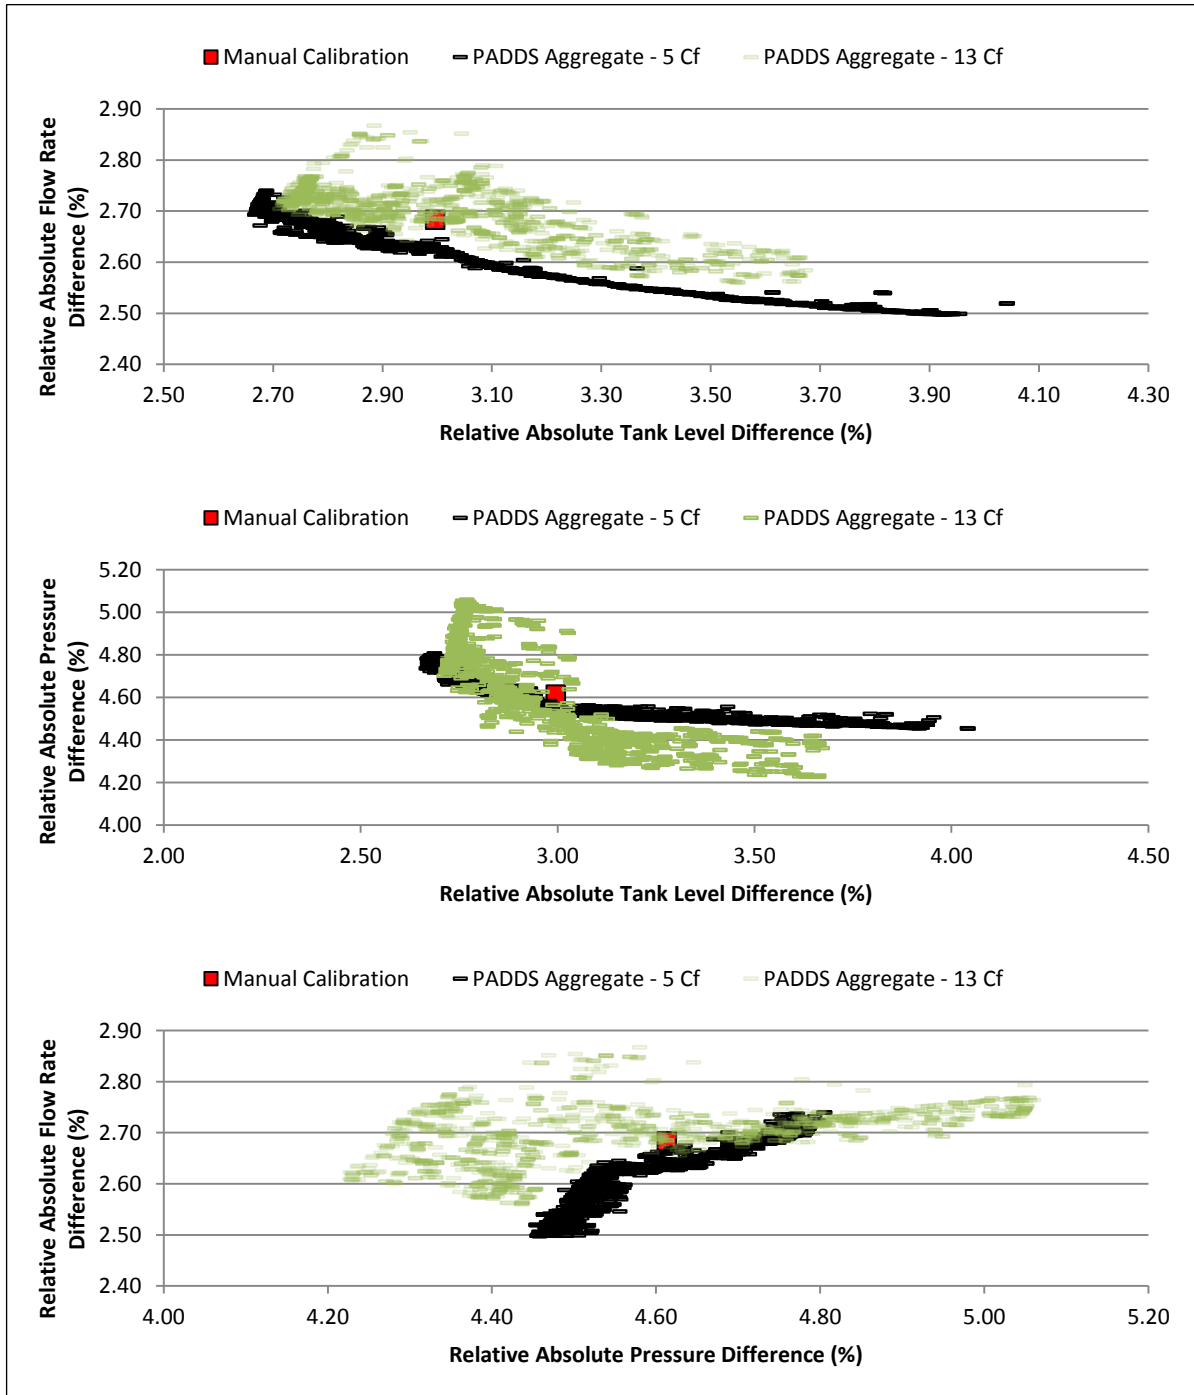 Manual Calibration PADDS Aggregate - 5 Cf PADDS Aggregate - 13 Cf
Relative Absolute Flow Rate
Difference (%)
2.90
2.80
2.70
2.60
2.50
2.40
2.50 2.70 2.90 3.10 3.30 3.50 3.70 3.90 4.10 4.30
Relative Absolute Tank Level Difference (%)
Manual Calibration PADDS Aggregate - 5 Cf PADDS Aggregate - 13 Cf
Relative Absolute Pressure
Difference (%)
5.20
5.00
4.80
4.60
4.40
4.20
4.00
2.00 2.50 3.00 3.50 4.00 4.50
Relative Absolute Tank Level Difference (%)
Manual Calibration PADDS Aggregate - 5 Cf PADDS Aggregate - 13 Cf
Relative Absolute Flow Rate
Difference (%)
2.90
2.80
2.70
2.60
2.50
2.40
4.00 4.20 4.40 4.60 4.80 5.00 5.20
Relative Absolute Pressure Difference (%)